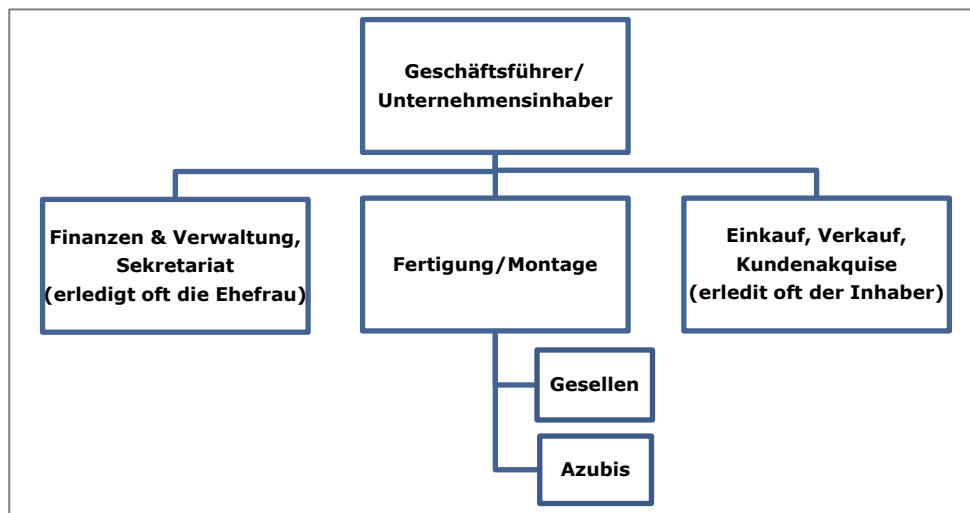 Geschäftsführer/
Unternehmensinhaber
Finanzen & Verwaltung,
Sekretariat
(erledigt oft die Ehefrau)
Fertigung/Montage
Einkauf, Verkauf,
Kundenakquise
(erledit oft der Inhaber)
Gesellen
Azubis